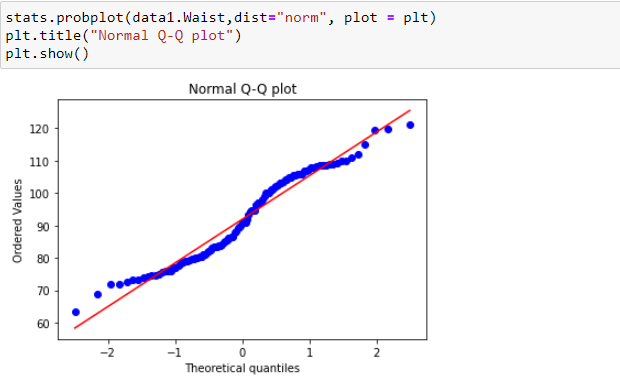 stats.probplot(data1.Waist,dist="norm", plot = plt)
plt.title("Normal Q-Q plot")
plt.show()
Normal Q-Q plot
120
110
100
90
80
70
60
Ordered Values
−2
−1
0
1
2
Theoretical quantiles